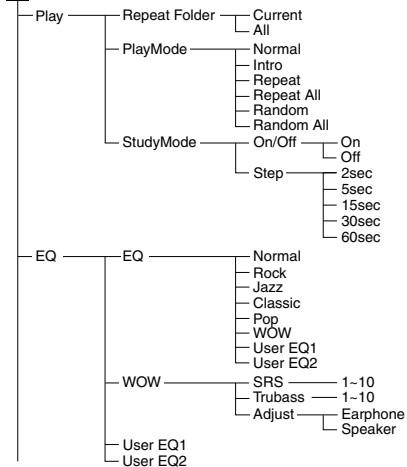 Play Repeat Folder Current
All
PlayMode Normal
Intro
Repeat
Repeat All
Random
Random All
StudyMode On/Off On
Off
Step 2sec
5sec
15sec
30sec
60sec
EQ EQ Normal
Rock
Jazz
Classic
Pop
WOW
User EQ1
User EQ2
WOW SRS 1~10
Trubass 1~10
Adjust Earphone
Speaker
User EQ1
User EQ2